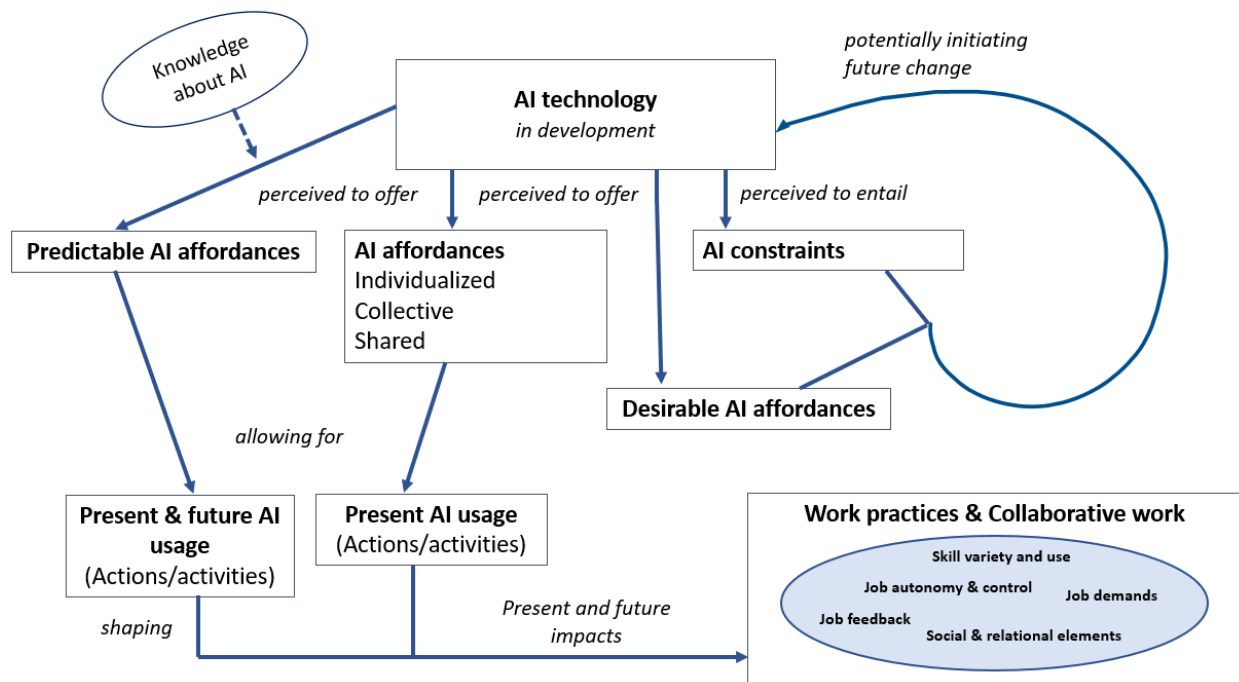 Knowledge
about AI
potentially initiating
future change
AI technology
in development
perceived to offer
perceived to offer
perceived to entail
Predictable AI affordances
AI affordances
Individualized
Collective
Shared
AI constraints
Desirable AI affordances
allowing for
Present & future AI
usage
(Actions/activities)
Present AI usage
(Actions/activities)
shaping
Present and future
impacts
Work practices & Collaborative work
Skill variety and use
Job autonomy & control
Job demands
Job feedback
Social & relational elements